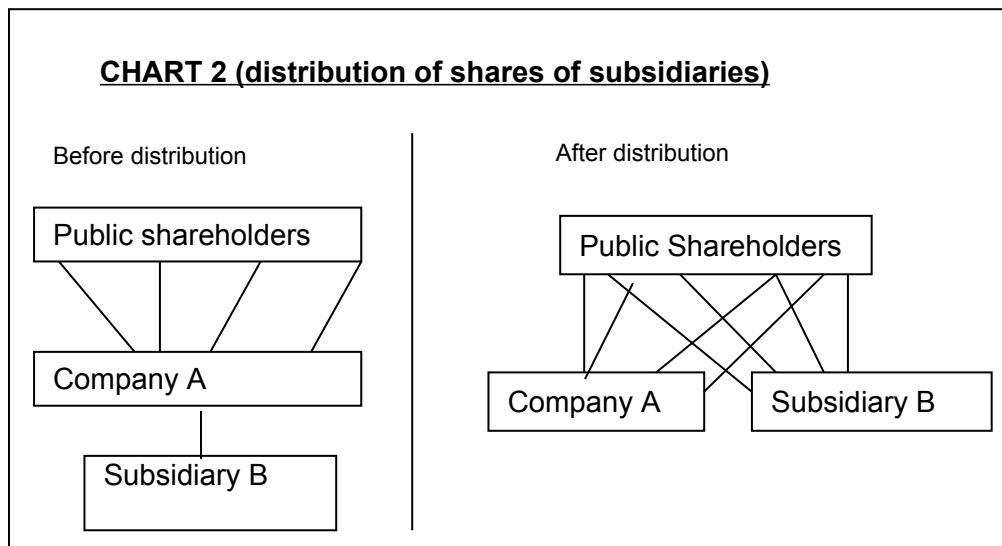 CHART 2 (distribution of shares of subsidiaries)
Before distribution
Public shareholders
Company A
Subsidiary B
After distribution
Public Shareholders
Company A
Subsidiary B